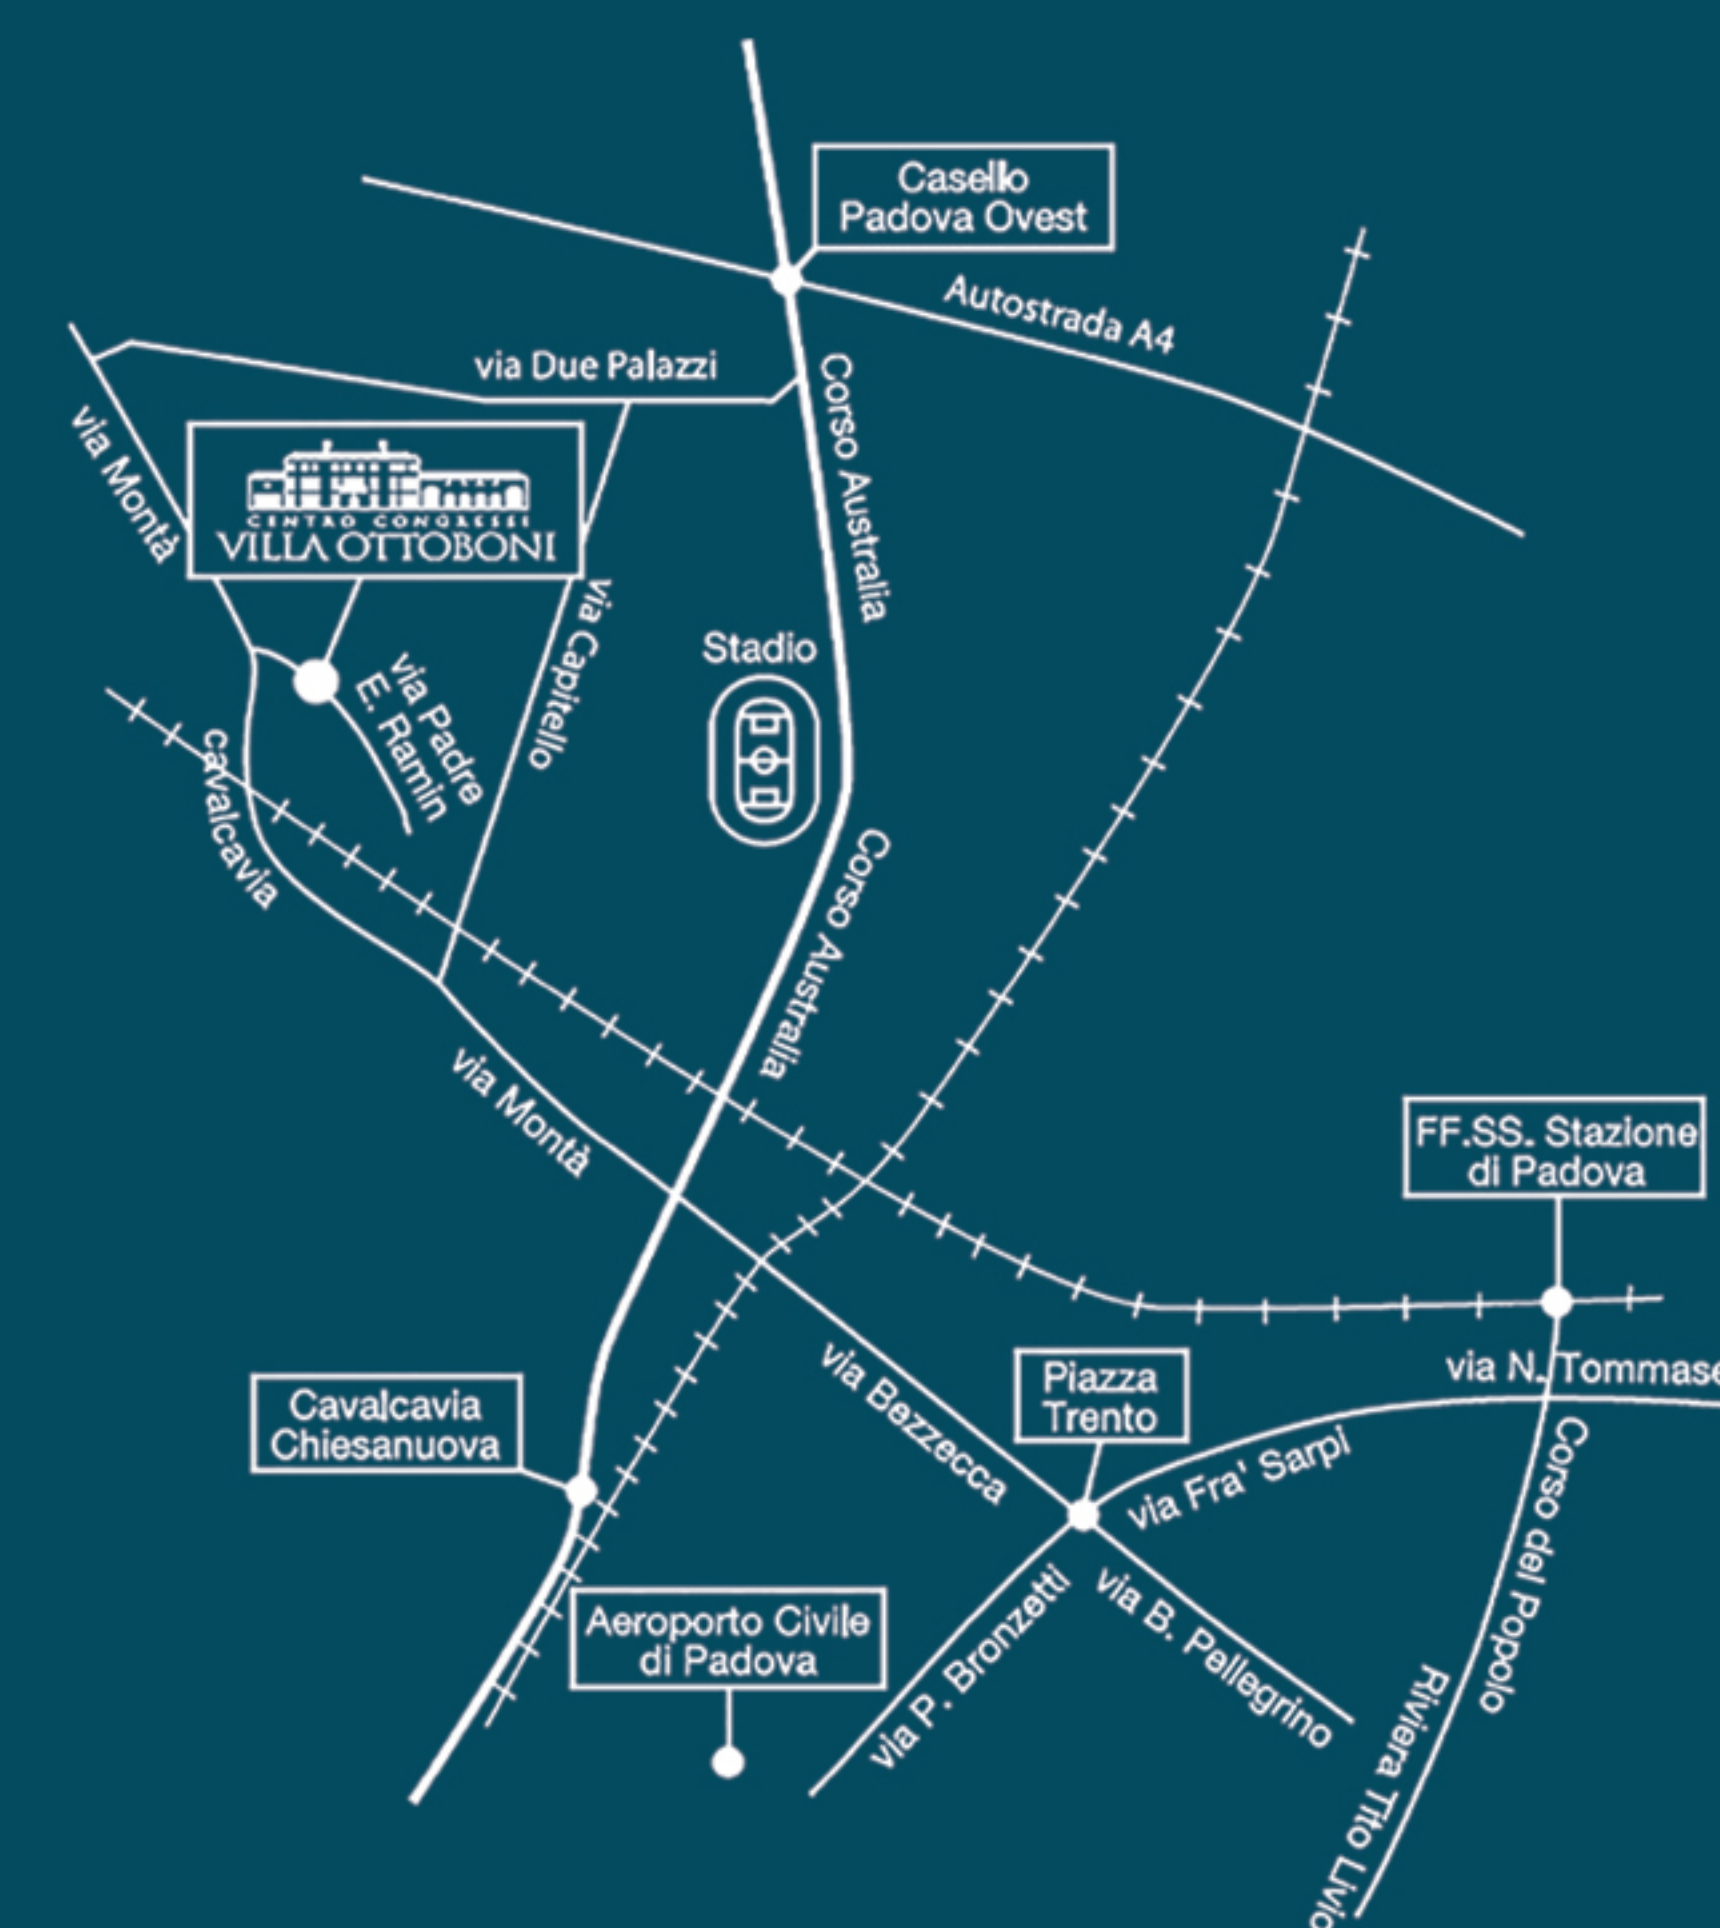 Casello
Padova Ovest
Autostrada A4
via Due Palazzi
Corso Australia
via Montà
CENTRO CONGRESSI
VILLA OTTOBONI
via Capitello
Stadio
via Padre
E. Ramin
cavalcavia
Corso Australia
via Montà
FF.SS. Stazione
di Padova
via N. Tommase
Piazza
Trento
via Bezzecca
via Fra' Sarpi
Cavalcavia
Chiesanuova
Corso del Popolo
Aeroporto Civile
di Padova
via P. Bronzetti
via B. Pellegrino
Riviera Tito Livio